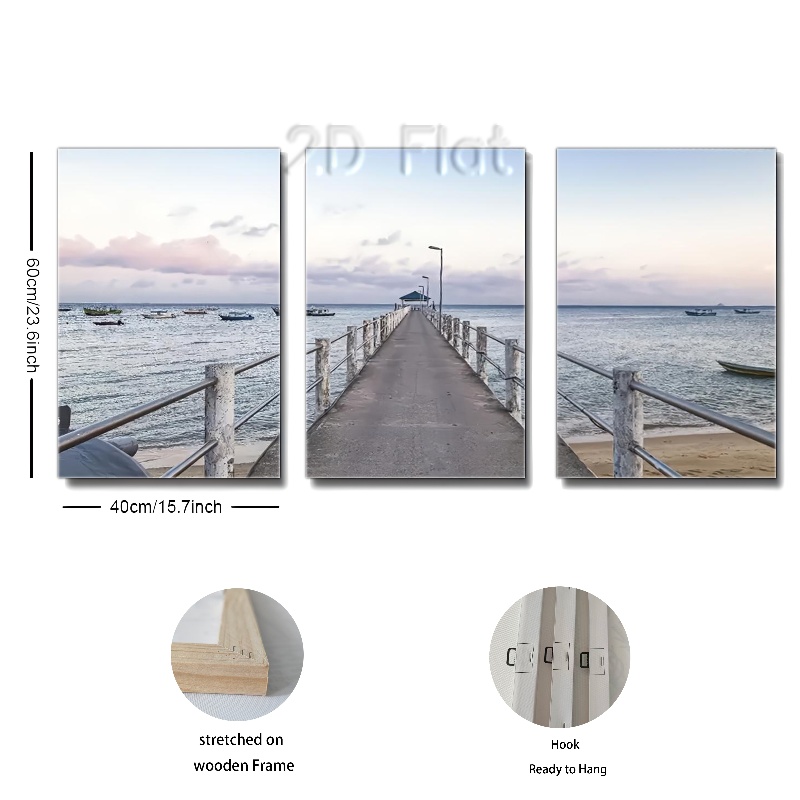 2D Flat
60cm/23.6inch
40cm/15.7inch
stretched on
wooden Frame
Hook
Ready to Hang